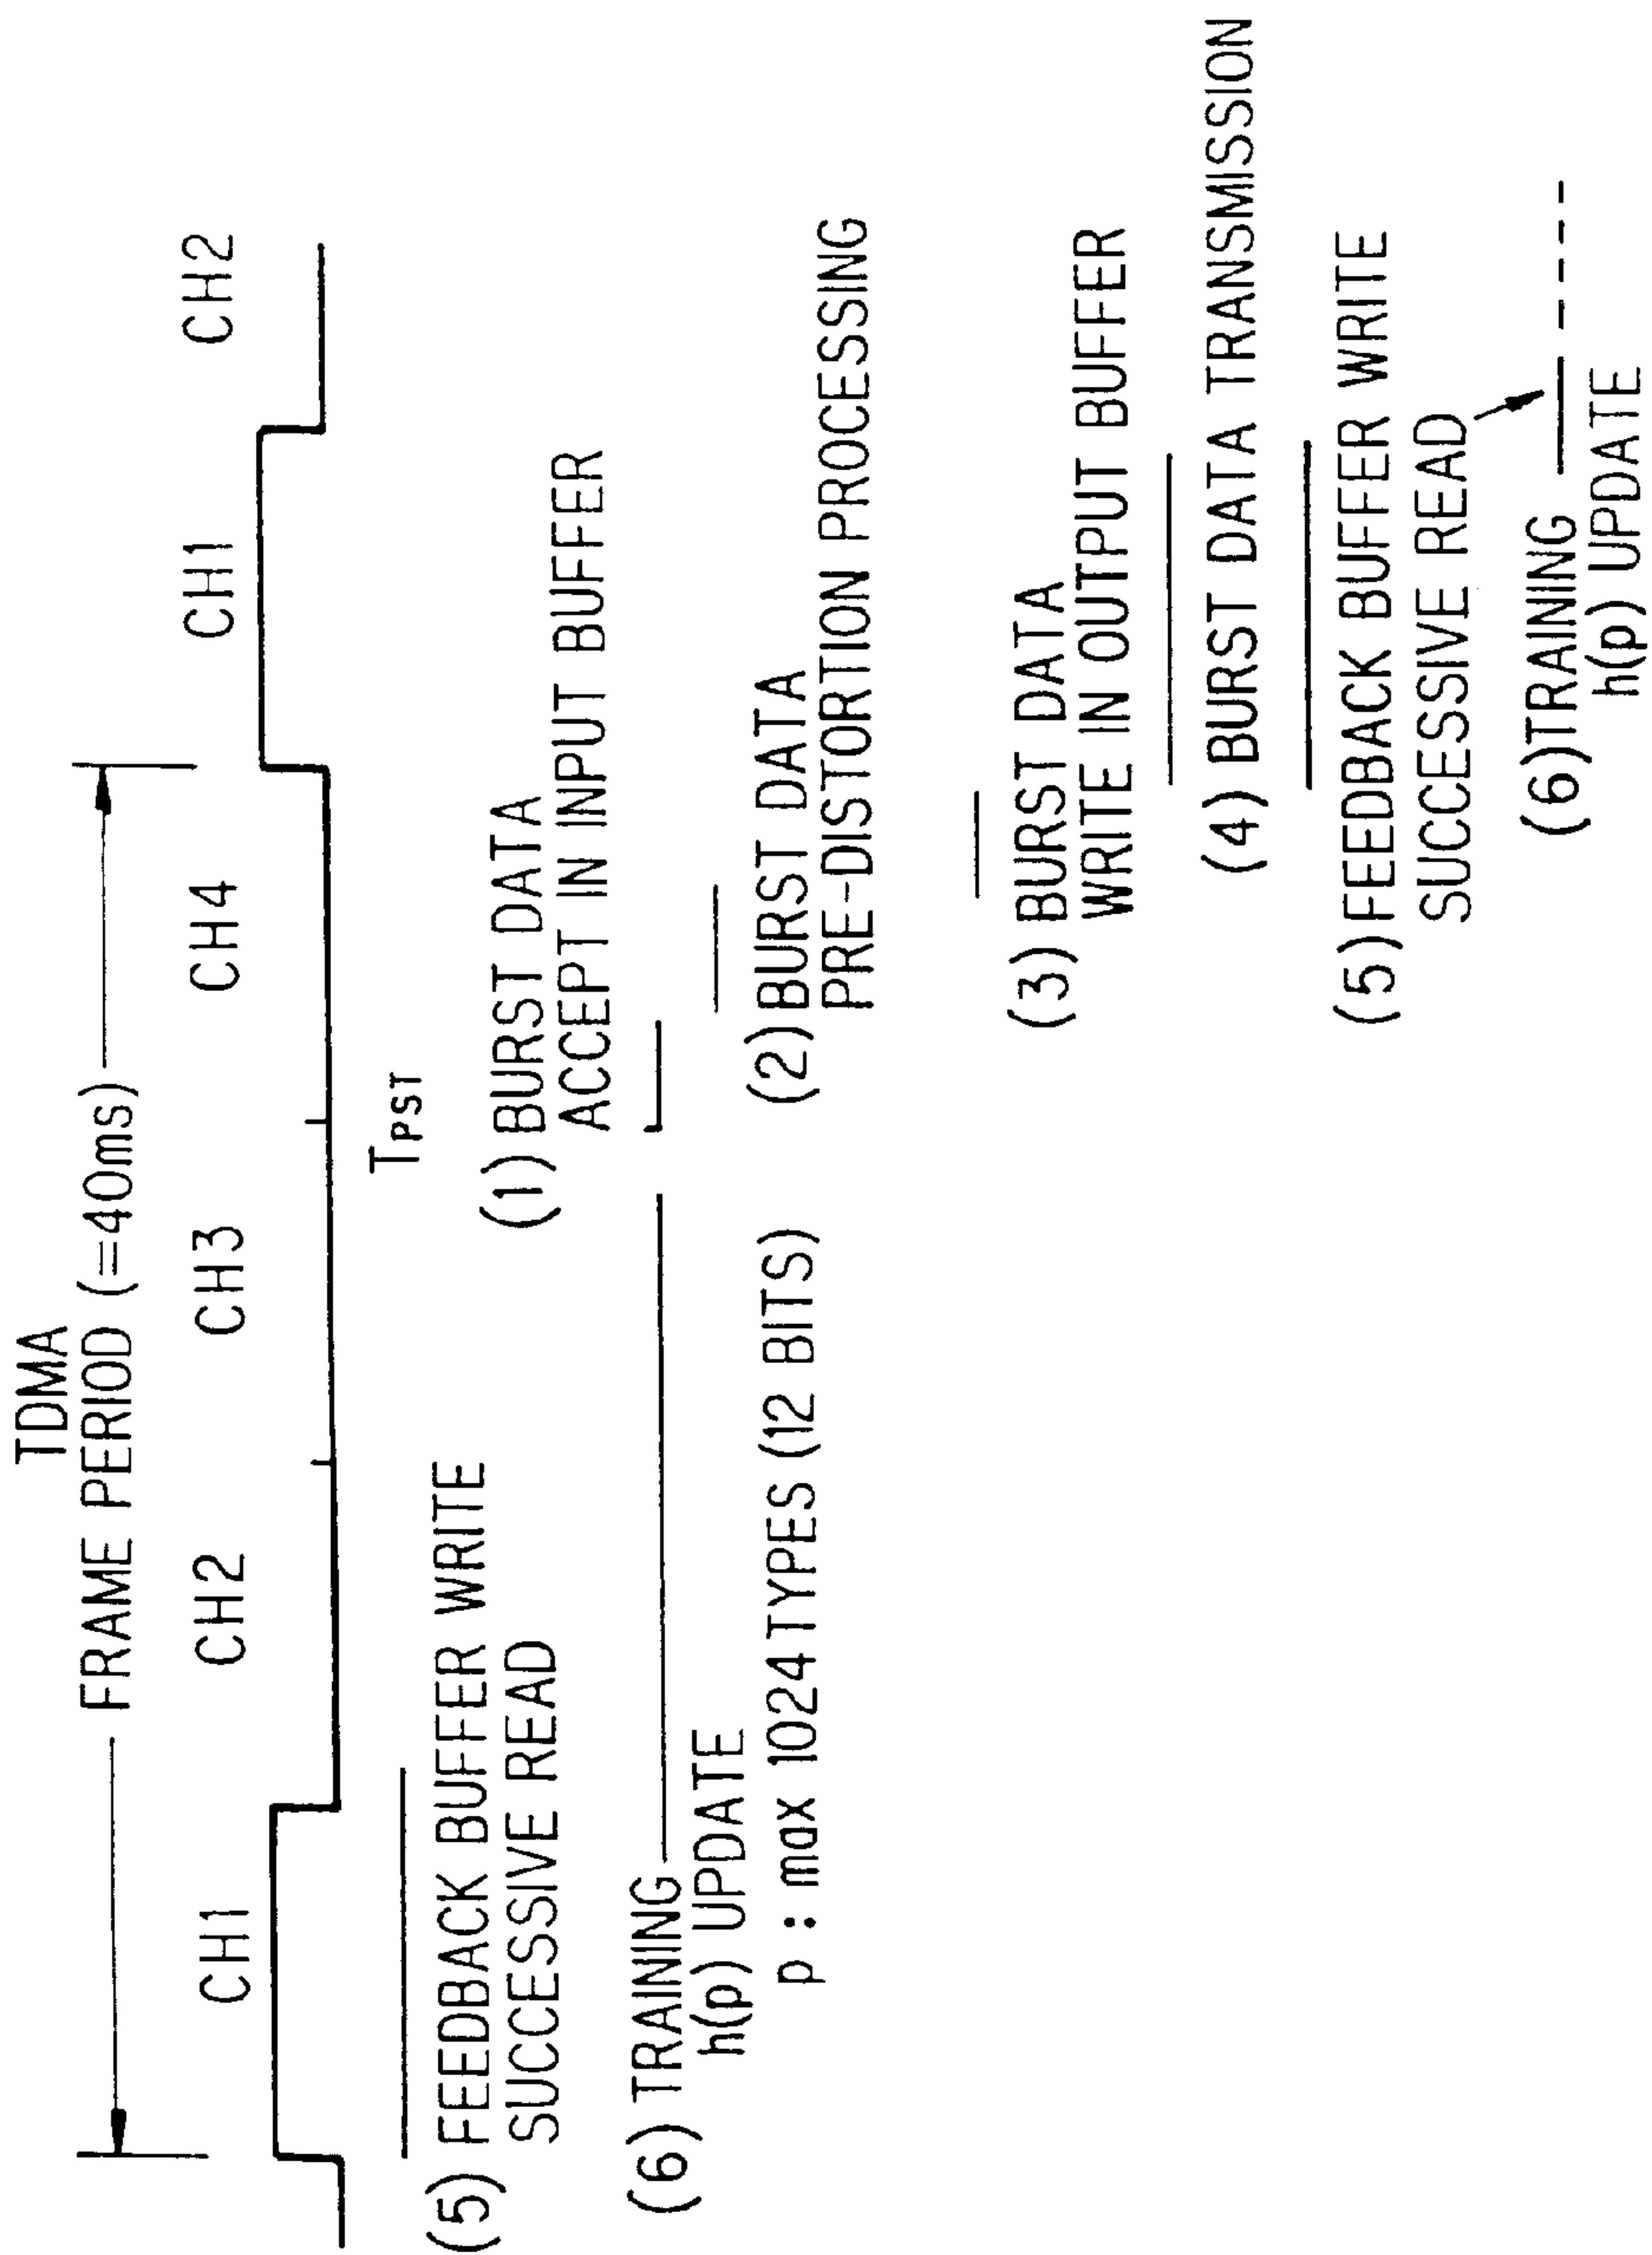 TDMA
FRAME PERIOD (=40ms)
CH1
CH2
CH3
CH4
CH1
CH2
TPST
(5) FEEDBACK BUFFER WRITE
SUCCESSIVE READ
(6) TRAINING
h(p) UPDATE
p : max 1024 TYPES (12 BITS)
(1) BURST DATA
ACCEPT IN INPUT BUFFER
(2) BURST DATA
PRE-DISTORTION PROCESSING
(3) BURST DATA
WRITE IN OUTPUT BUFFER
(4) BURST DATA TRANSMISSION
(5) FEEDBACK BUFFER WRITE
SUCCESSIVE READ
(6) TRAINING
h(p) UPDATE